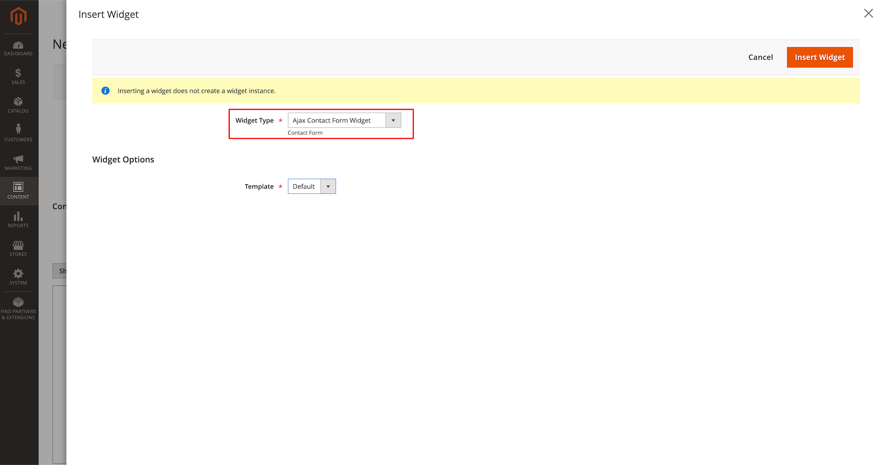 Insert Widget
Ne
DASHBOARD
Cancel
Insert Widget
SALES
Inserting a widget does not create a widget instance.
CATALOG
Widget Type * Ajax Contact Form Widget
Contact Form
CUSTOMERS
Widget Options
MARKETING
Template * Default
CONTENT
Con
REPORTS
STORES
Sh
SYSTEM
FIND PARTNERS
& EXTENSIONS